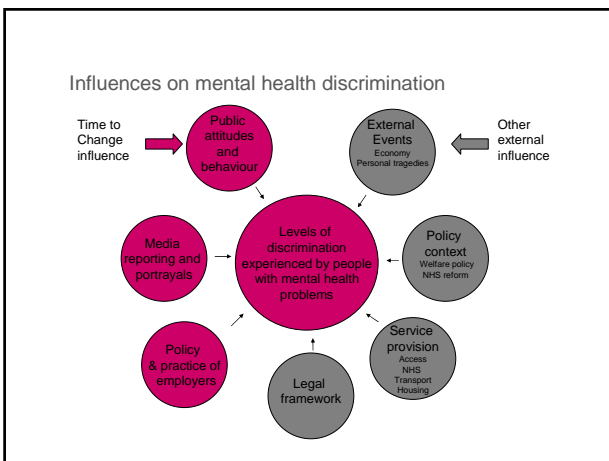 Influences on mental health discrimination
Time to
Change
influence
Public
attitudes
and
behaviour
External
Events
Economy
Personal tragedies
Other
external
influence
Media
reporting and
portrayals
Levels of
discrimination
experienced by people
with mental health
problems
Policy
context
Welfare policy
NHS reform
Policy
& practice of
employers
Legal
framework
Service
provision
Access
NHS
Transport
Housing